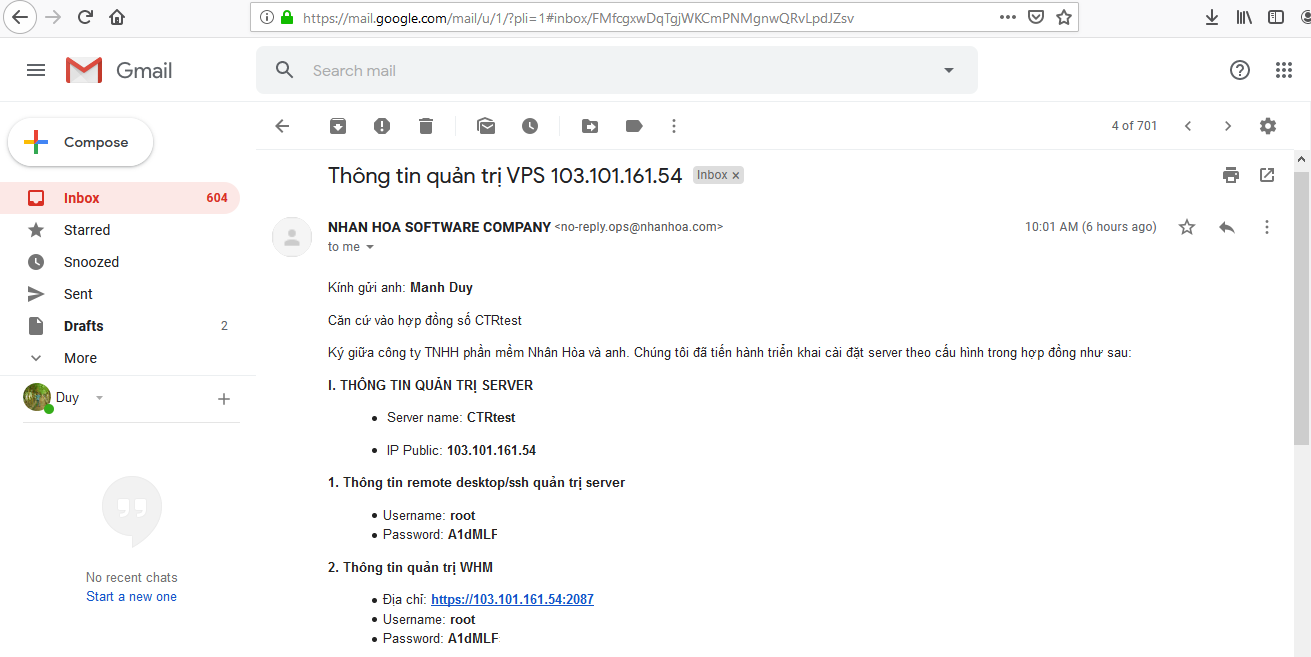 https://mail.google.com/mail/u/1/?pli=1#inbox/FMfcgxwDqTgjWKCmPNMgnwQRvLpdJZsv
Gmail
Search mail
Compose
4 of 701
Inbox 604
Starred
Snoozed
Sent
Drafts 2
More
Duy
No recent chats
Start a new one
Thông tin quản trị VPS 103.101.161.54 Inbox ×
NHAN HOA SOFTWARE COMPANY <no-reply.ops@nhanhoa.com> 10:01 AM (6 hours ago)
to me
Kính gửi anh: Manh Duy
Căn cứ vào hợp đồng số CTRtest
Ký giữa công ty TNHH phần mềm Nhân Hòa và anh. Chúng tôi đã tiến hành triển khai cài đặt server theo cấu hình trong hợp đồng như sau:
I. THÔNG TIN QUẢN TRỊ SERVER
• Server name: CTRtest
• IP Public: 103.101.161.54
1. Thông tin remote desktop/ssh quản trị server
• Username: root
• Password: A1dMLF
2. Thông tin quản trị WHM
• Địa chỉ: https://103.101.161.54:2087
• Username: root
• Password: A1dMLF